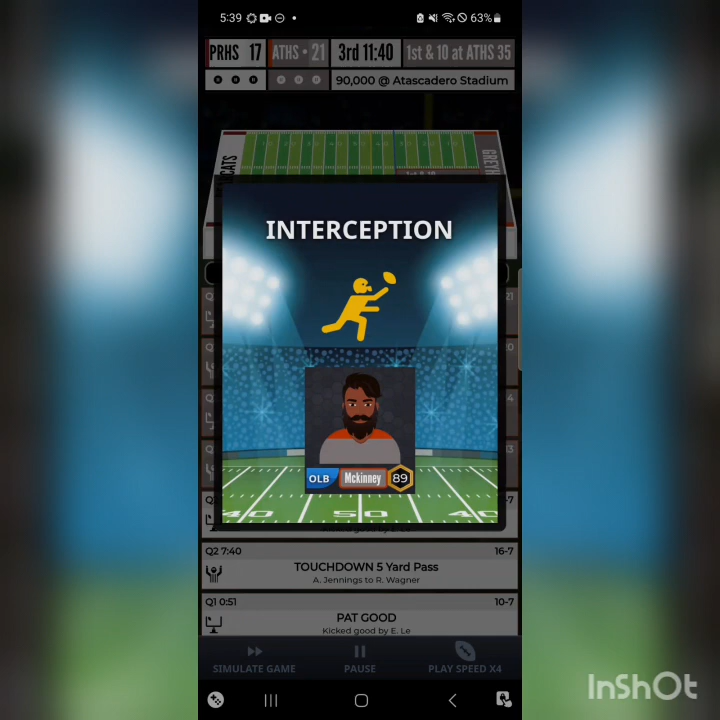 5:39
63%
PRHS 17
ATHS • 21
3rd 11:40
1st & 10 at ATHS 35
90,000 @ Atascadero Stadium
INTERCEPTION
OLB Mckinney 89
-7
Q2 7:40 16-7
TOUCHDOWN 5 Yard Pass
A. Jennings to R. Wagner
Q1 0:51 10-7
PAT GOOD
Kicked good by E. Le
SIMULATE GAME
PAUSE
PLAY SPEED X4
InShOt